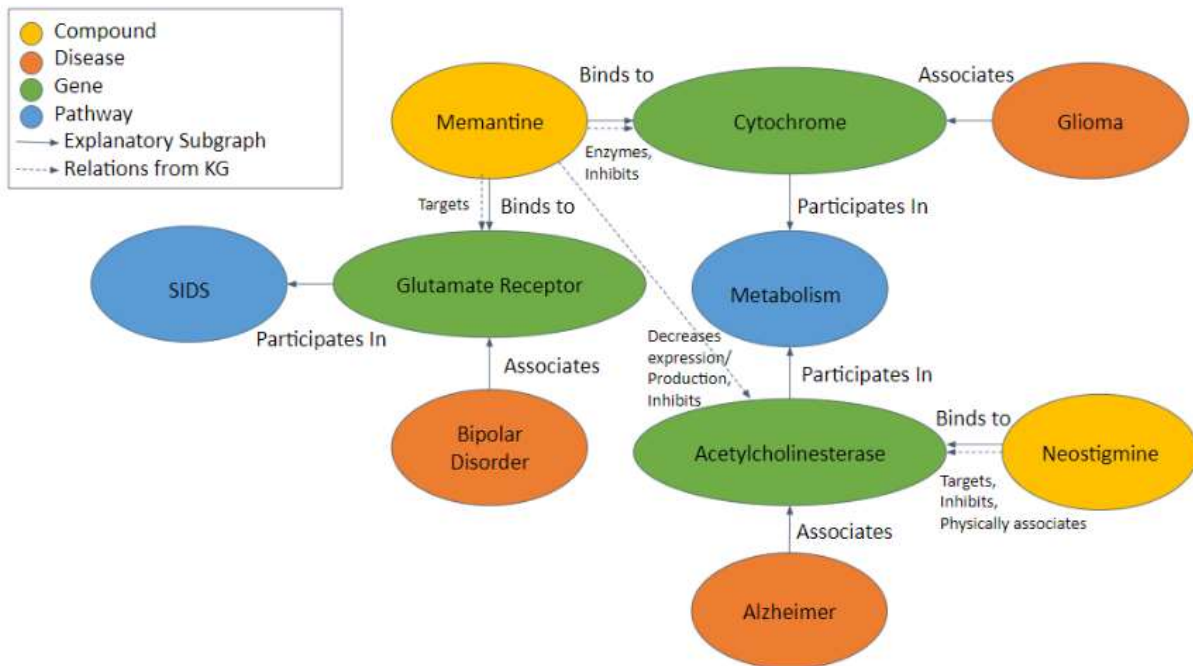 Compound
Disease
Gene
Pathway
Explanatory Subgraph
Relations from KG
Memantine
Binds to
Enzymes,
Inhibits
Cytochrome
Associates
Glioma
Targets
Binds to
Participates In
SIDS
Glutamate Receptor
Metabolism
Participates In
Associates
Decreases
expression/
Production,
Inhibits
Participates In
Bipolar
Disorder
Acetylcholinesterase
Binds to
Neostigmine
Targets,
Inhibits,
Physically associates
Associates
Alzheimer